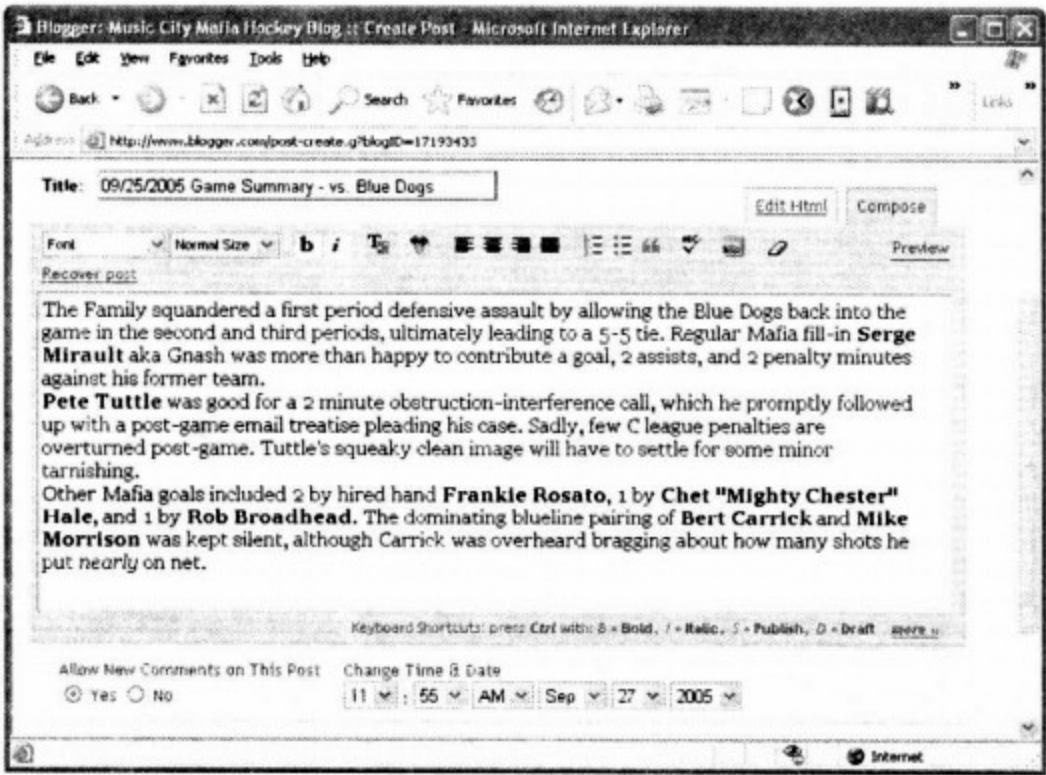 Blogger: Music City Mafia Hockey Blog :: Create Post - Microsoft Internet Explorer
File Edit View Favorites Tools Help
Back Search Favorites Links
Address http://www.blogger.com/post-create.g?blogID=17193433
Title: 09/25/2005 Game Summary - vs. Blue Dogs
Edit Html Compose
Font Normal Size b i Preview
Recover post
The Family squandered a first period defensive assault by allowing the Blue Dogs back into the
game in the second and third periods, ultimately leading to a 5-5 tie. Regular Mafia fill-in Serge
Mirault aka Gnash was more than happy to contribute a goal, 2 assists, and 2 penalty minutes
against his former team.
Pete Tuttle was good for a 2 minute obstruction-interference call, which he promptly followed
up with a post-game email treatise pleading his case. Sadly, few C league penalties are
overturned post-game. Tuttle's squeaky clean image will have to settle for some minor
tarnishing.
Other Mafia goals included 2 by hired hand Frankie Rosato, 1 by Chet "Mighty Chester"
Hale, and 1 by Rob Broadhead. The dominating blueline pairing of Bert Carrick and Mike
Morrison was kept silent, although Carrick was overheard bragging about how many shots he
put nearly on net.
Keyboard Shortcuts: press Ctrl with: B = Bold, I = Italic, S = Publish, D = Draft more »
Allow New Comments on This Post Change Time & Date
Yes No 11 : 55 AM Sep 27 2005
Internet